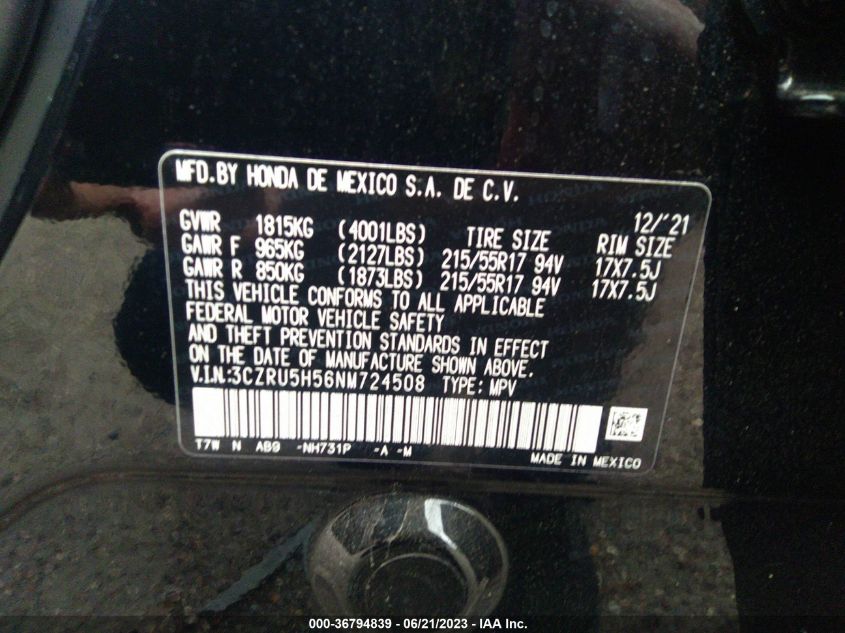 MFD.BY HONDA DE MEXICO S.A. DE C.V.
12/'21
GVWR 1815KG (4001LBS) TIRE SIZE RIM SIZE
GAWR F 965KG (2127LBS) 215/55R17 94V 17X7.5J
GAWR R 850KG (1873LBS) 215/55R17 94V 17X7.5J
THIS VEHICLE CONFORMS TO ALL APPLICABLE
FEDERAL MOTOR VEHICLE SAFETY
AND THEFT PREVENTION STANDARDS IN EFFECT
ON THE DATE OF MANUFACTURE SHOWN ABOVE.
V.I.N.:3CZRU5H56NM724508 TYPE: MPV
T7W N AB9 -NH731P -A -M
MADE IN MEXICO
000-36794839 - 06/21/2023 - IAA Inc.